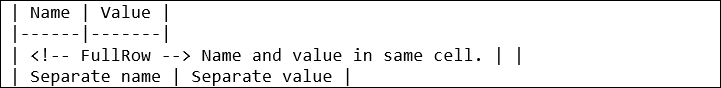 | Name | Value |
|------|-------|
| <!-- FullRow --> Name and value in same cell. | |
| Separate name | Separate value |